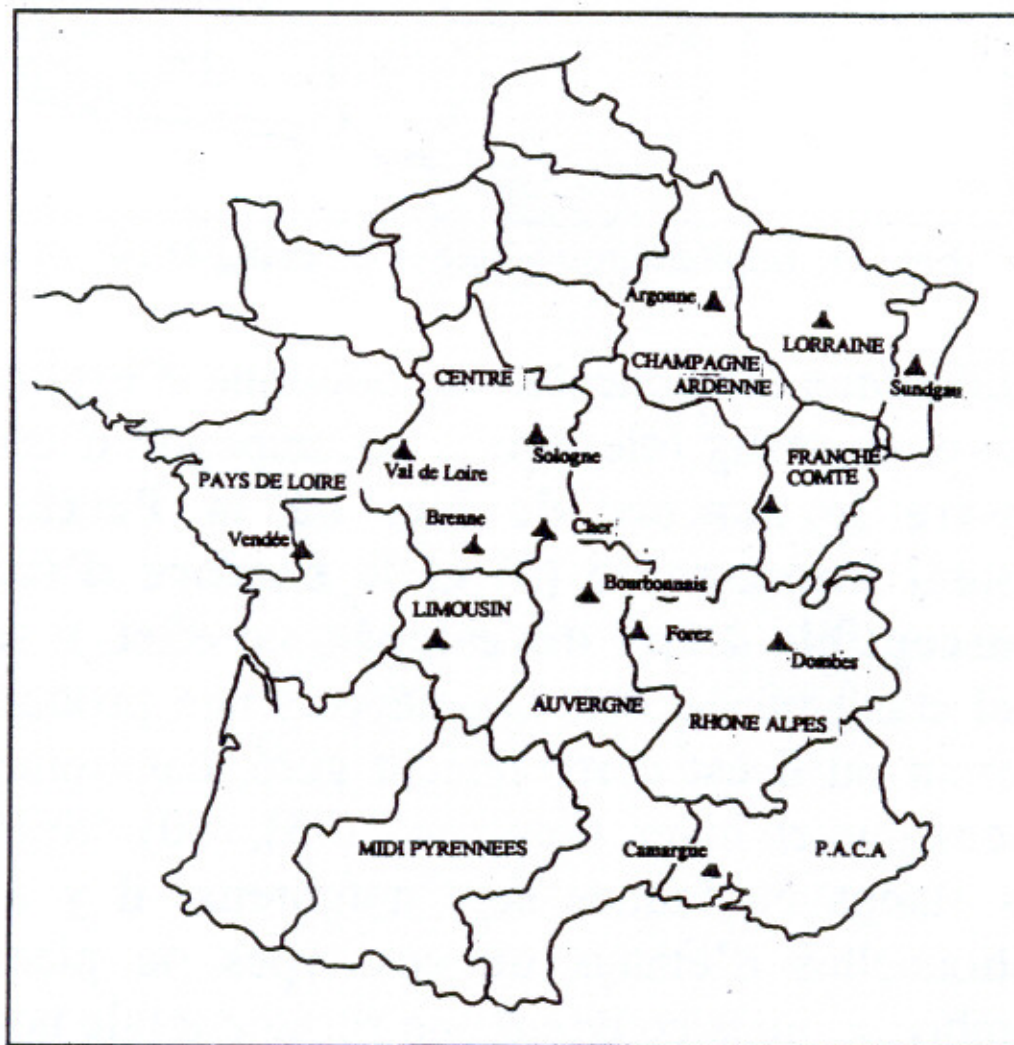 Argonne
LORRAINE
CHAMPAGNE
ARDENNE
CENTRE
Sundgau
Sologne
FRANCHE
COMTE
Val de Loire
PAYS DE LOIRE
Brenne
Cher
Vendée
Bourbonnais
LIMOUSIN
Forez
Dombes
AUVERGNE
RHONE ALPES
MIDI PYRENNEES
Camargue
P.A.C.A